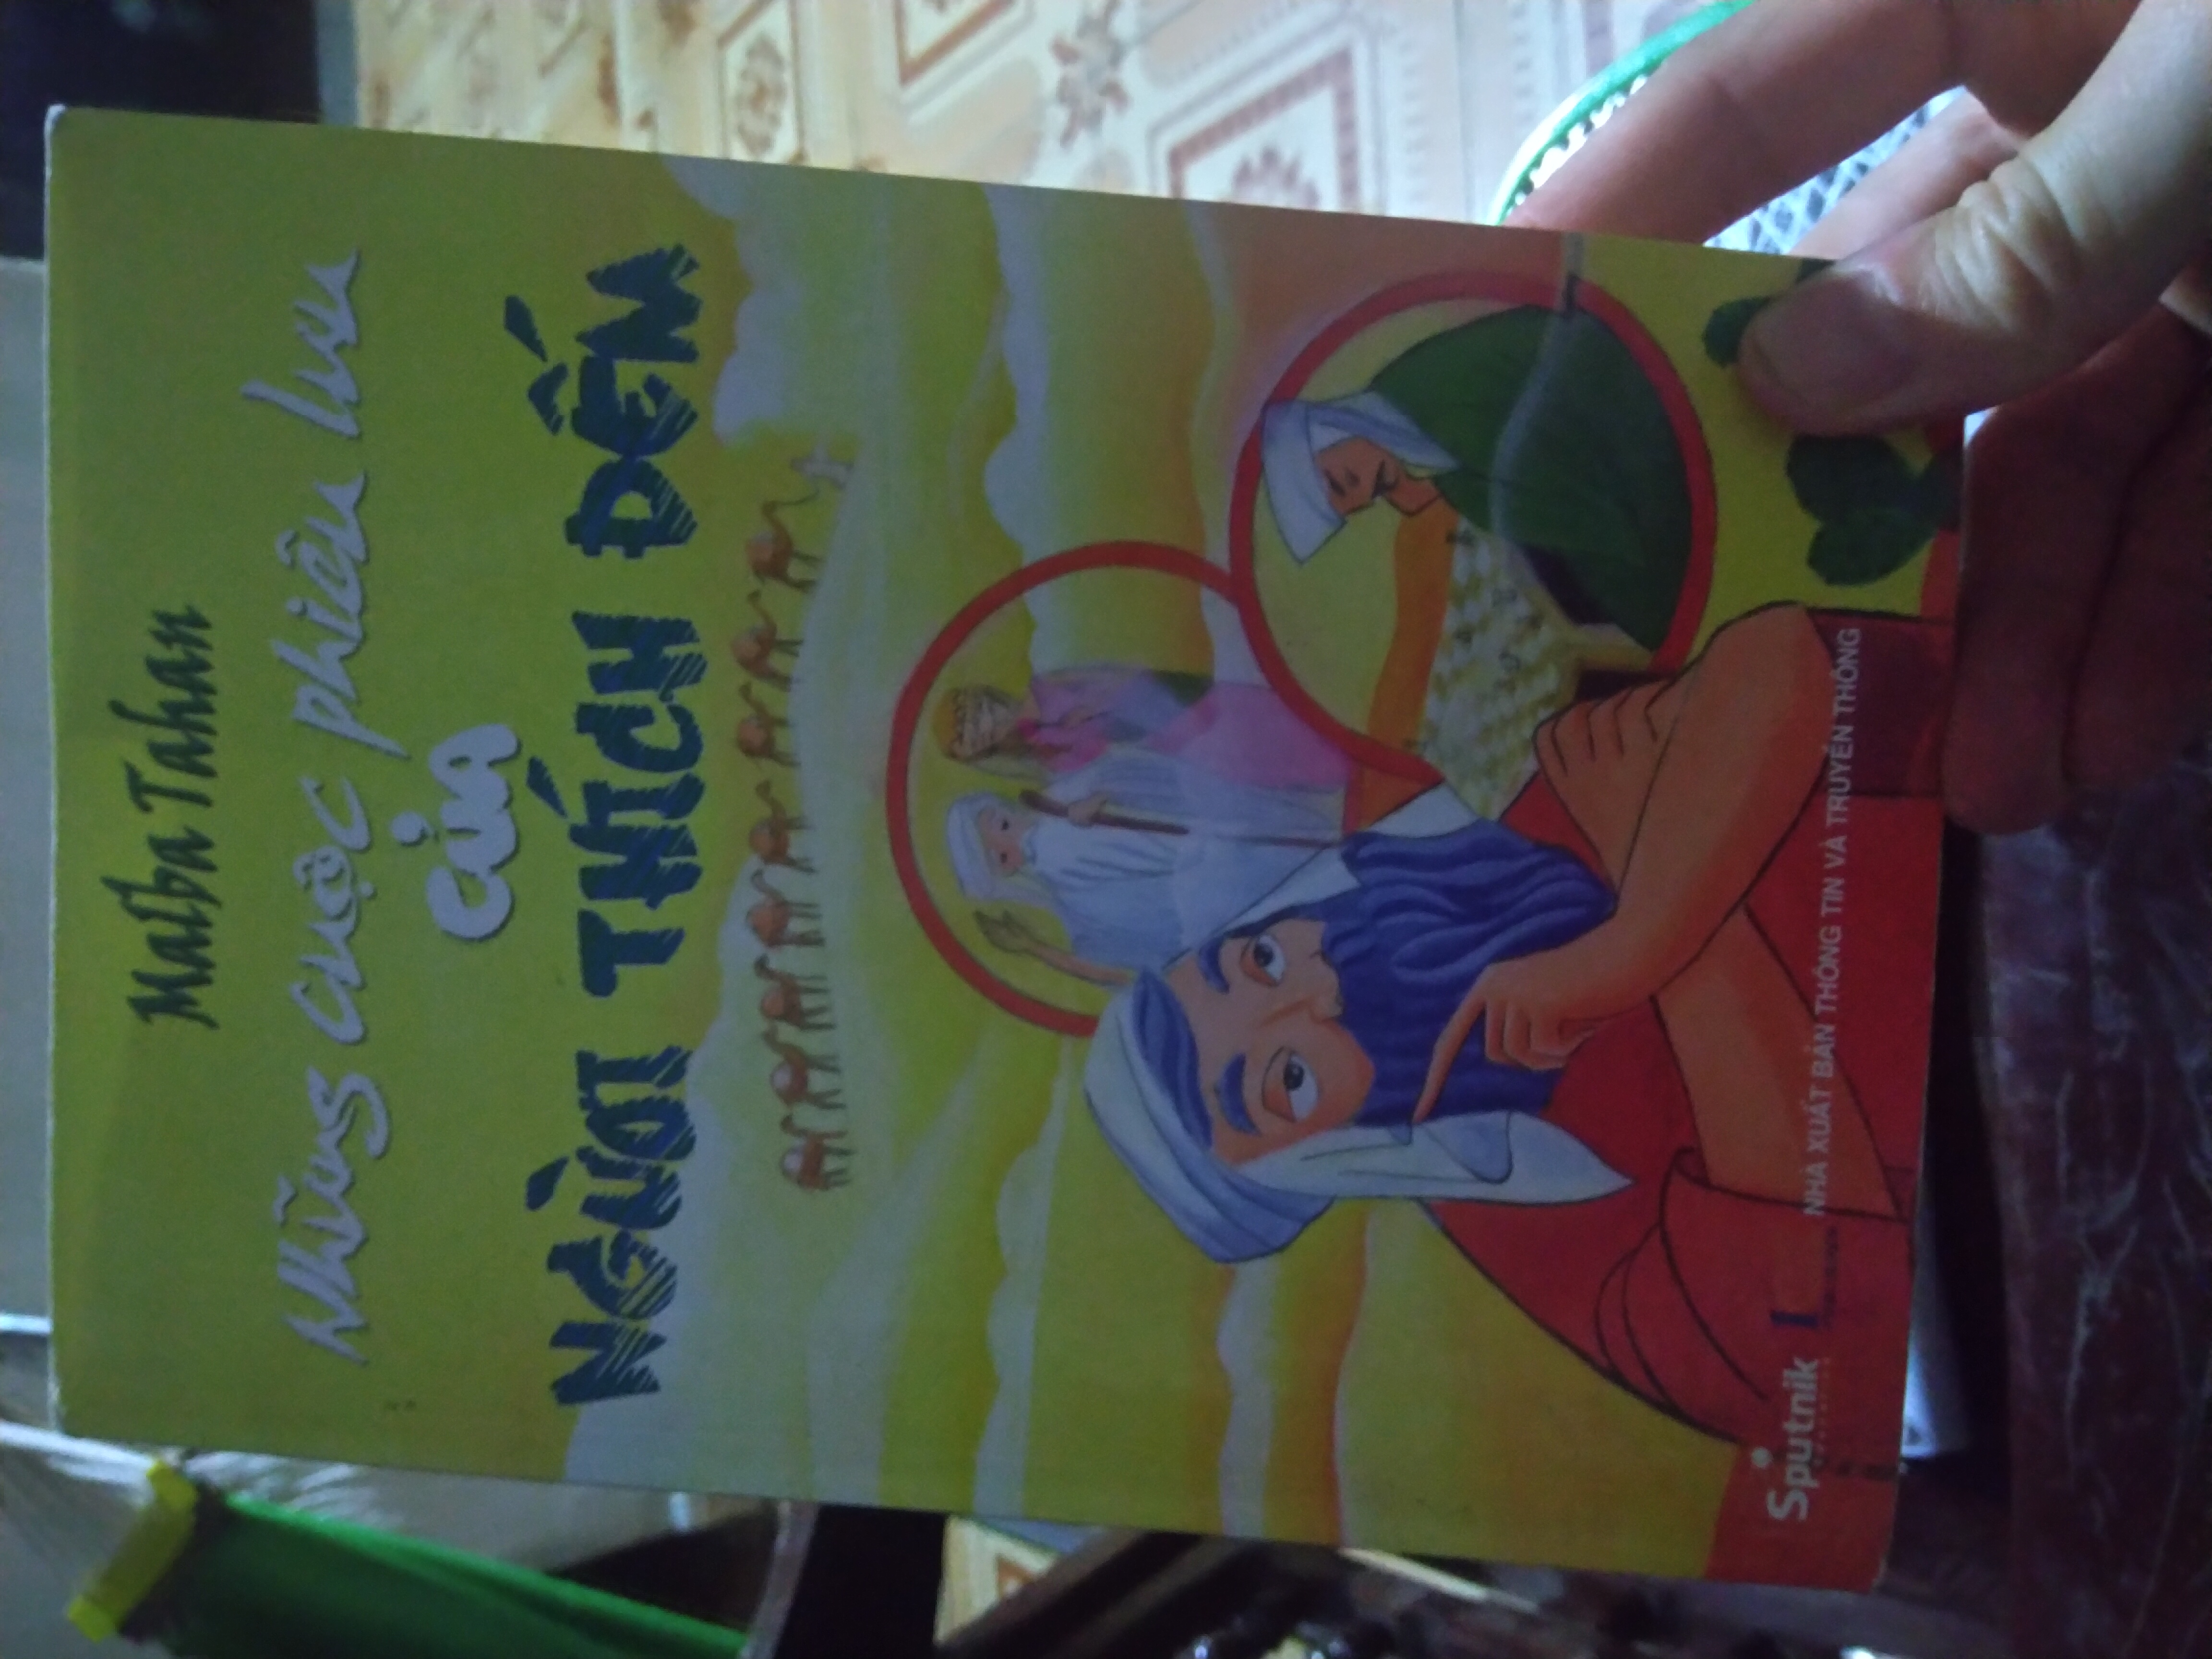 Malba Tahan
Những cuộc phiêu lưu
của
NGƯỜI THÍCH ĐẾM
Sputnik
NHÀ XUẤT BẢN THÔNG TIN VÀ TRUYỀN THÔNG